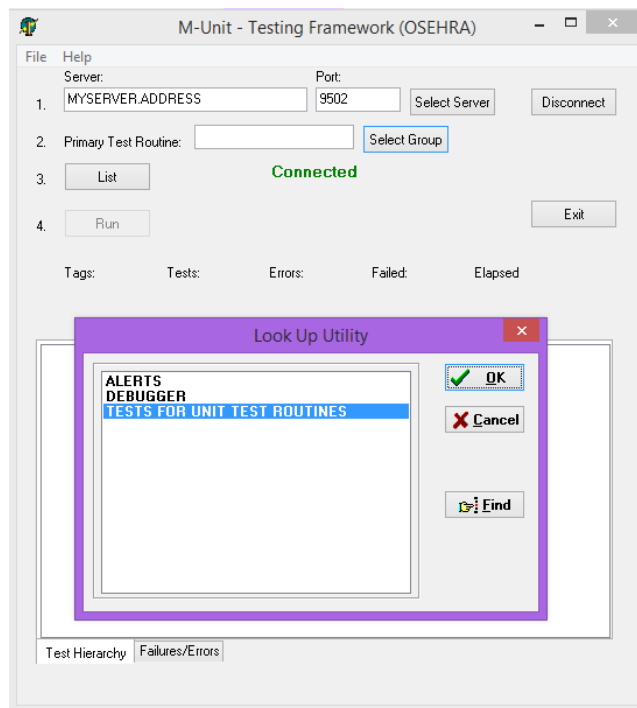 M-Unit - Testing Framework (OSEHRA)
File Help
Server: Port:
1. MYSERVER.ADDRESS 9502 Select Server Disconnect
2. Primary Test Routine: Select Group
3. List Connected
Exit
4. Run
Tags: Tests: Errors: Failed: Elapsed
Look Up Utility
ALERTS
DEBUGGER
TESTS FOR UNIT TEST ROUTINES
OK
Cancel
Find
Test Hierarchy Failures/Errors